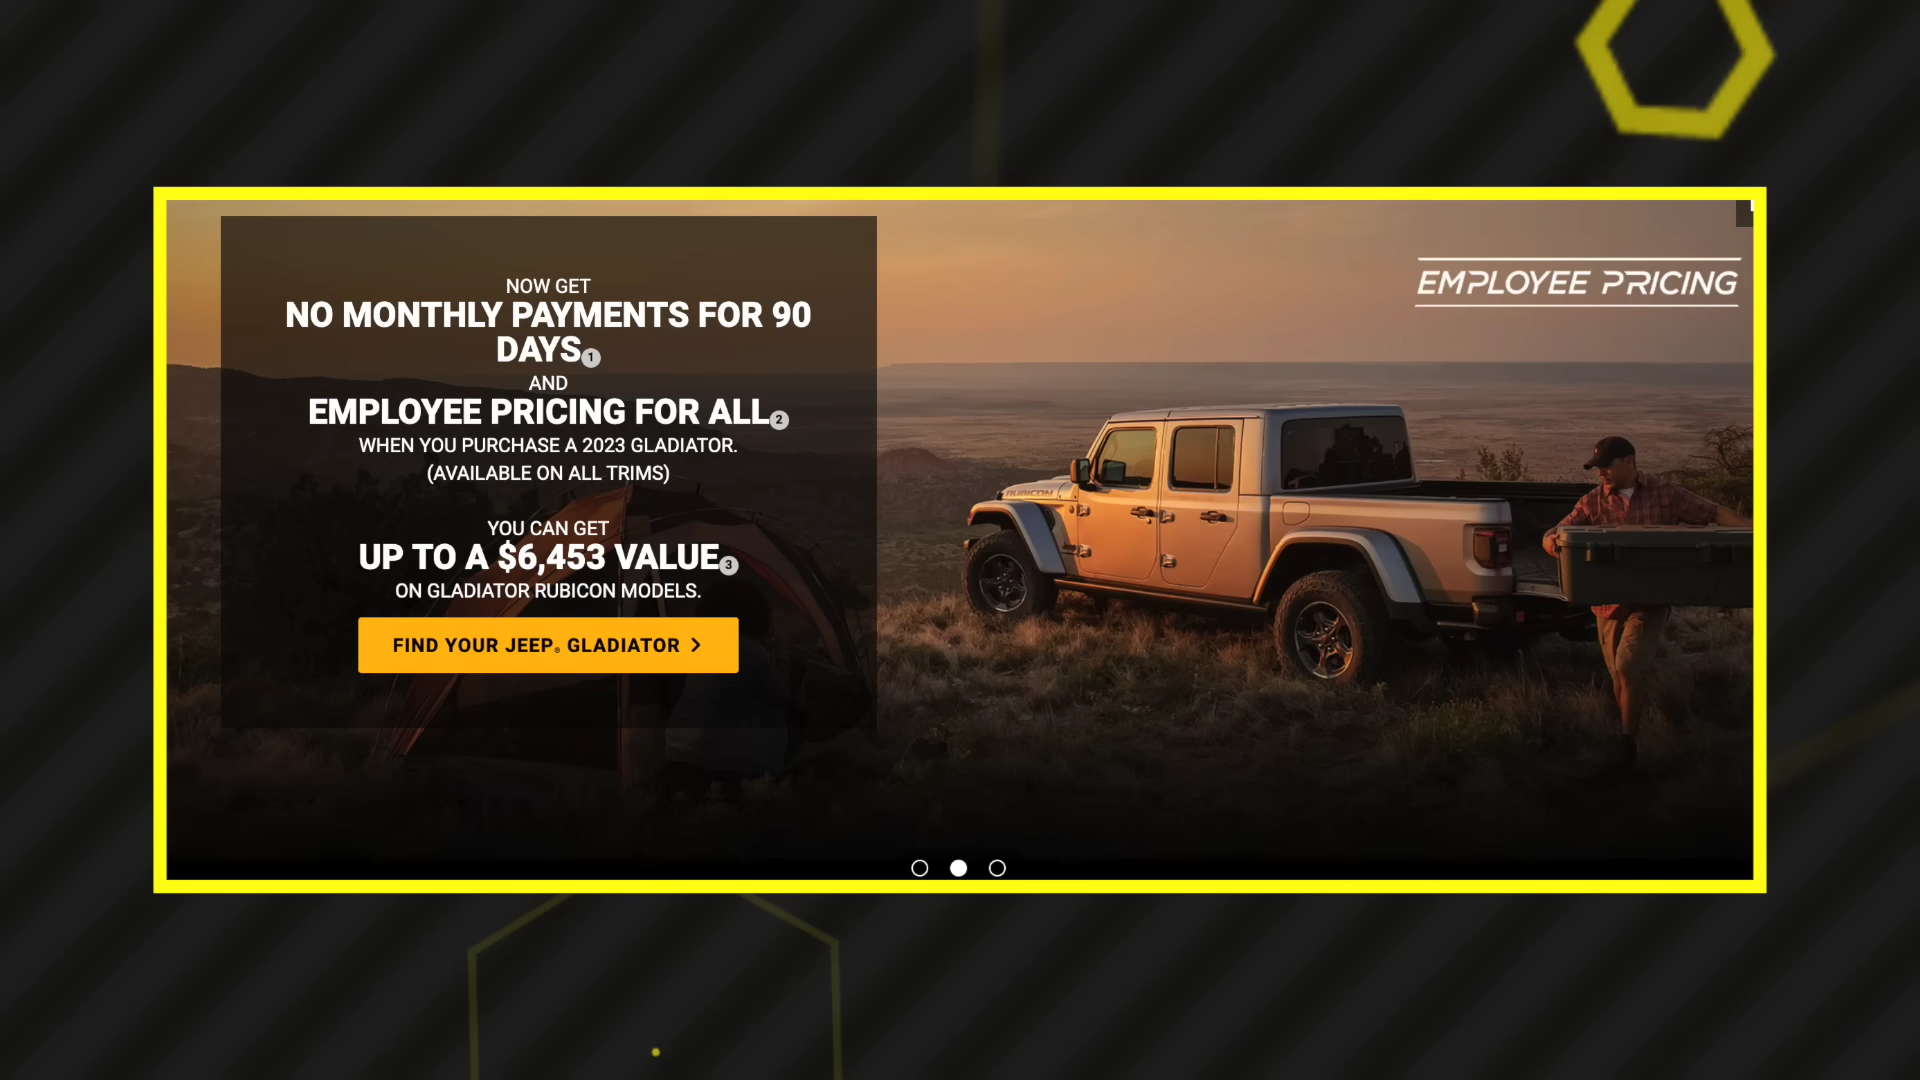 NOW GET
NO MONTHLY PAYMENTS FOR 90
DAYS1
AND
EMPLOYEE PRICING FOR ALL2
WHEN YOU PURCHASE A 2023 GLADIATOR.
(AVAILABLE ON ALL TRIMS)
YOU CAN GET
UP TO A $6,453 VALUE3
ON GLADIATOR RUBICON MODELS.
FIND YOUR JEEP® GLADIATOR >
EMPLOYEE PRICING
RUBICON